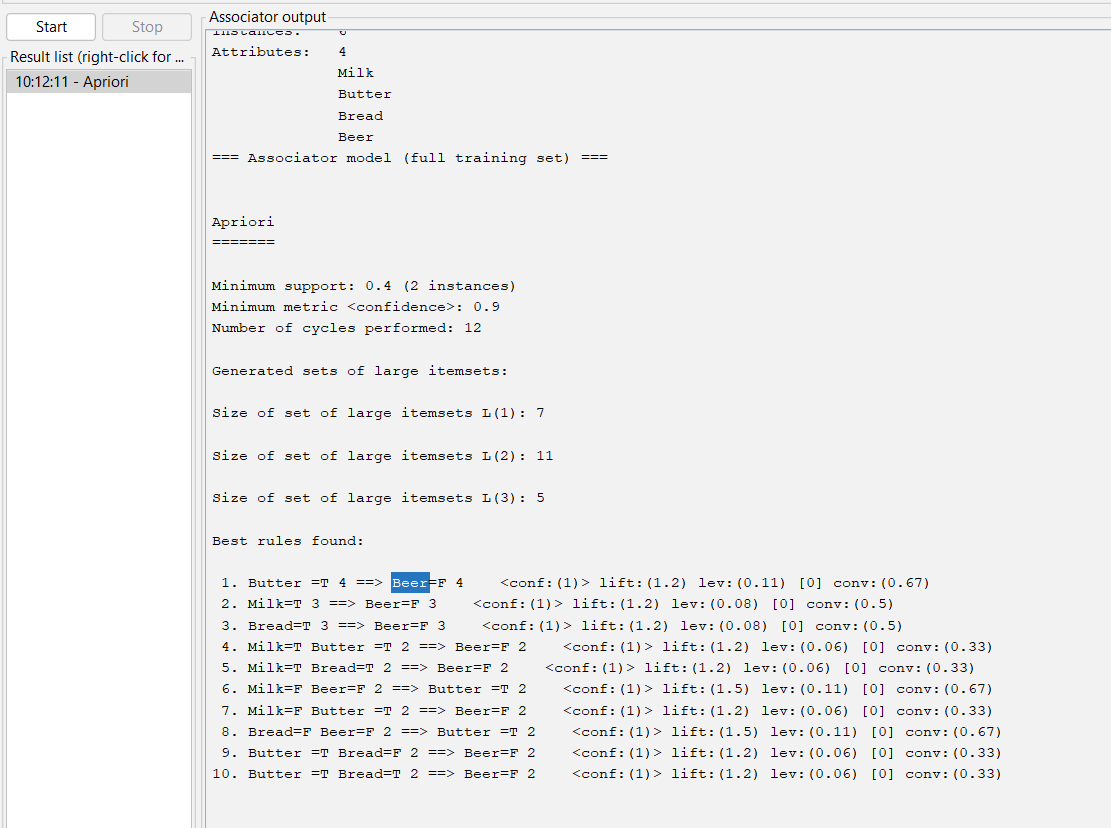 Start
Stop
Result list (right-click for ...
10:12:11 - Apriori
Associator output
Instances: 6
Attributes: 4
Milk
Butter
Bread
Beer
=== Associator model (full training set) ===
Apriori
=======
Minimum support: 0.4 (2 instances)
Minimum metric <confidence>: 0.9
Number of cycles performed: 12
Generated sets of large itemsets:
Size of set of large itemsets L(1): 7
Size of set of large itemsets L(2): 11
Size of set of large itemsets L(3): 5
Best rules found:
1. Butter =T 4 ==> Beer=F 4 <conf:(1)> lift:(1.2) lev:(0.11) [0] conv:(0.67)
2. Milk=T 3 ==> Beer=F 3 <conf:(1)> lift:(1.2) lev:(0.08) [0] conv:(0.5)
3. Bread=T 3 ==> Beer=F 3 <conf:(1)> lift:(1.2) lev:(0.08) [0] conv:(0.5)
4. Milk=T Butter =T 2 ==> Beer=F 2 <conf:(1)> lift:(1.2) lev:(0.06) [0] conv:(0.33)
5. Milk=T Bread=T 2 ==> Beer=F 2 <conf:(1)> lift:(1.2) lev:(0.06) [0] conv:(0.33)
6. Milk=F Beer=F 2 ==> Butter =T 2 <conf:(1)> lift:(1.5) lev:(0.11) [0] conv:(0.67)
7. Milk=F Butter =T 2 ==> Beer=F 2 <conf:(1)> lift:(1.2) lev:(0.06) [0] conv:(0.33)
8. Bread=F Beer=F 2 ==> Butter =T 2 <conf:(1)> lift:(1.5) lev:(0.11) [0] conv:(0.67)
9. Butter =T Bread=F 2 ==> Beer=F 2 <conf:(1)> lift:(1.2) lev:(0.06) [0] conv:(0.33)
10. Butter =T Bread=T 2 ==> Beer=F 2 <conf:(1)> lift:(1.2) lev:(0.06) [0] conv:(0.33)